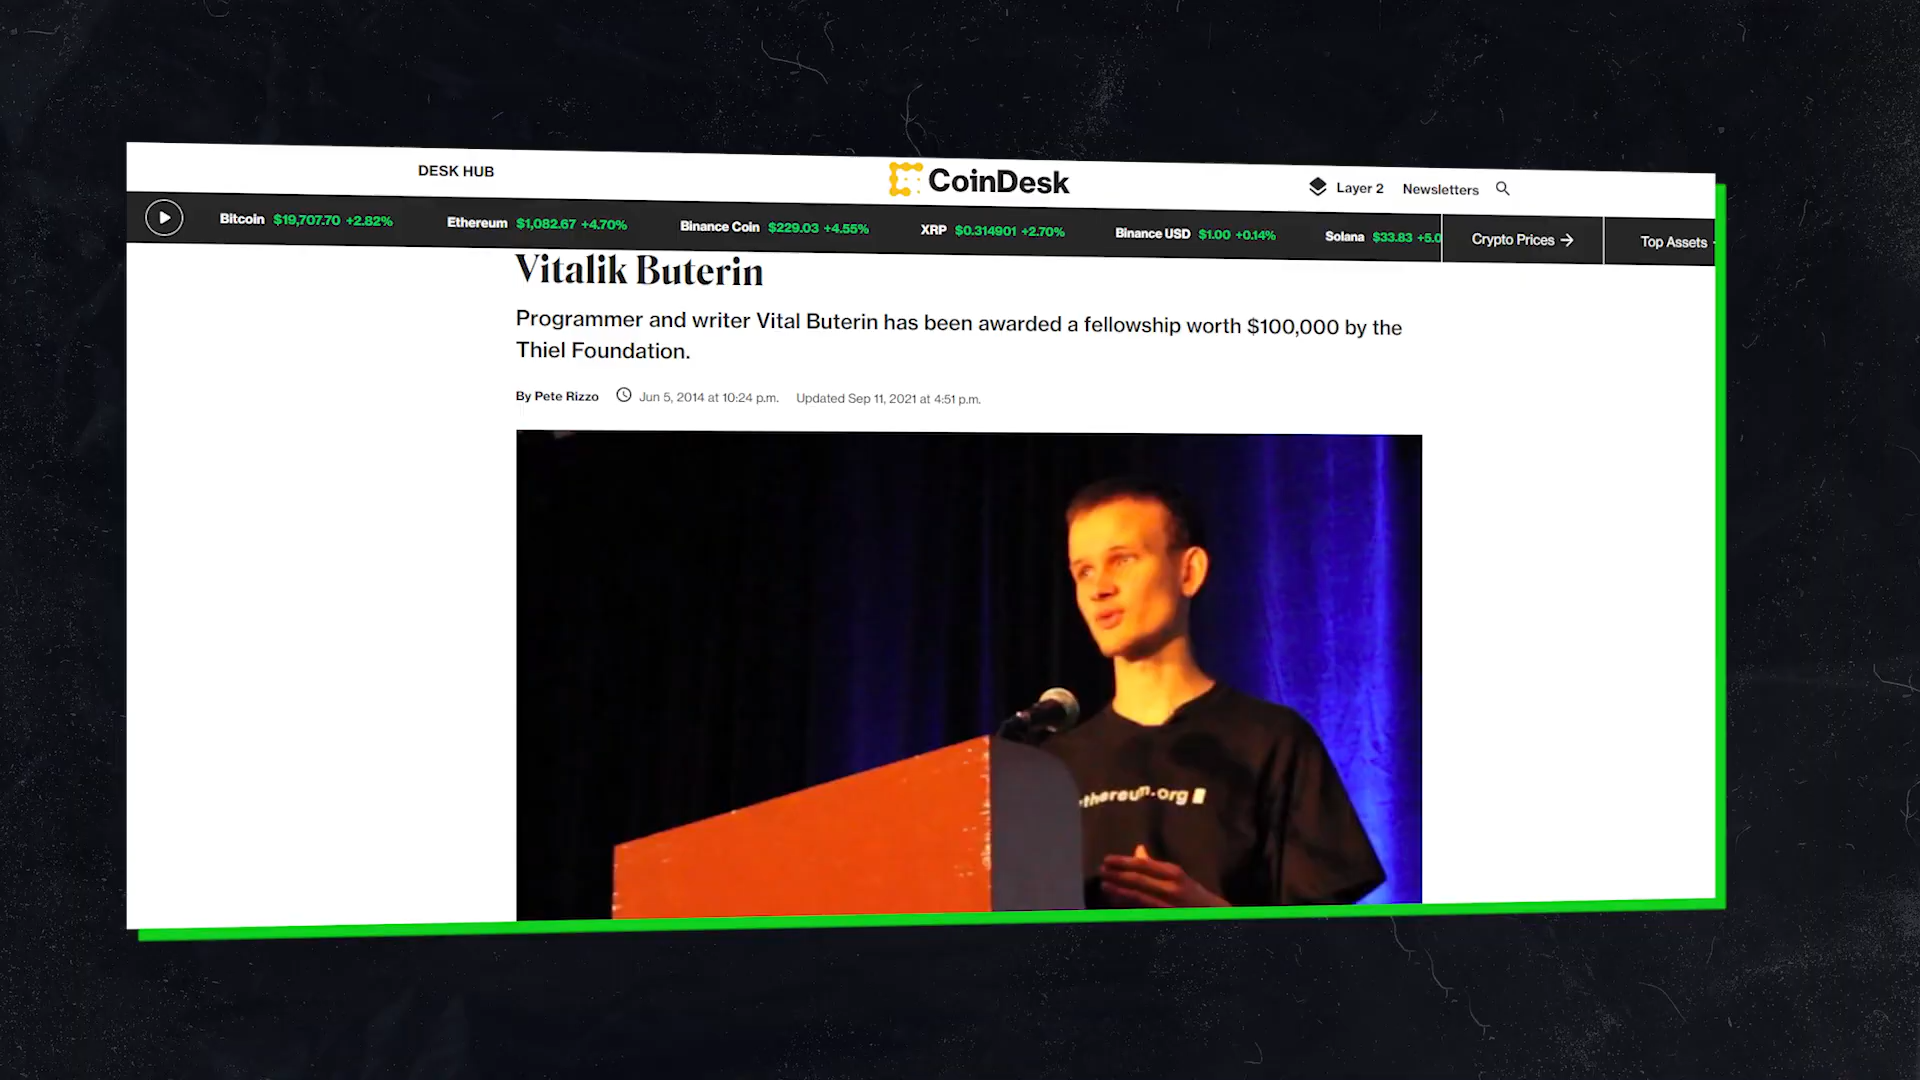 DESK HUB
CoinDesk
Layer 2 Newsletters
Bitcoin $19,707.70 +2.82% Ethereum $1,082.67 +4.70% Binance Coin $229.03 +4.55% XRP $0.314901 +2.70% Binance USD $1.00 +0.14% Solana $33.83 +5.0 Crypto Prices → Top Assets
Vitalik Buterin
Programmer and writer Vital Buterin has been awarded a fellowship worth $100,000 by the
Thiel Foundation.
By Pete Rizzo Jun 5, 2014 at 10:24 p.m. Updated Sep 11, 2021 at 4:51 p.m.
thereum.org